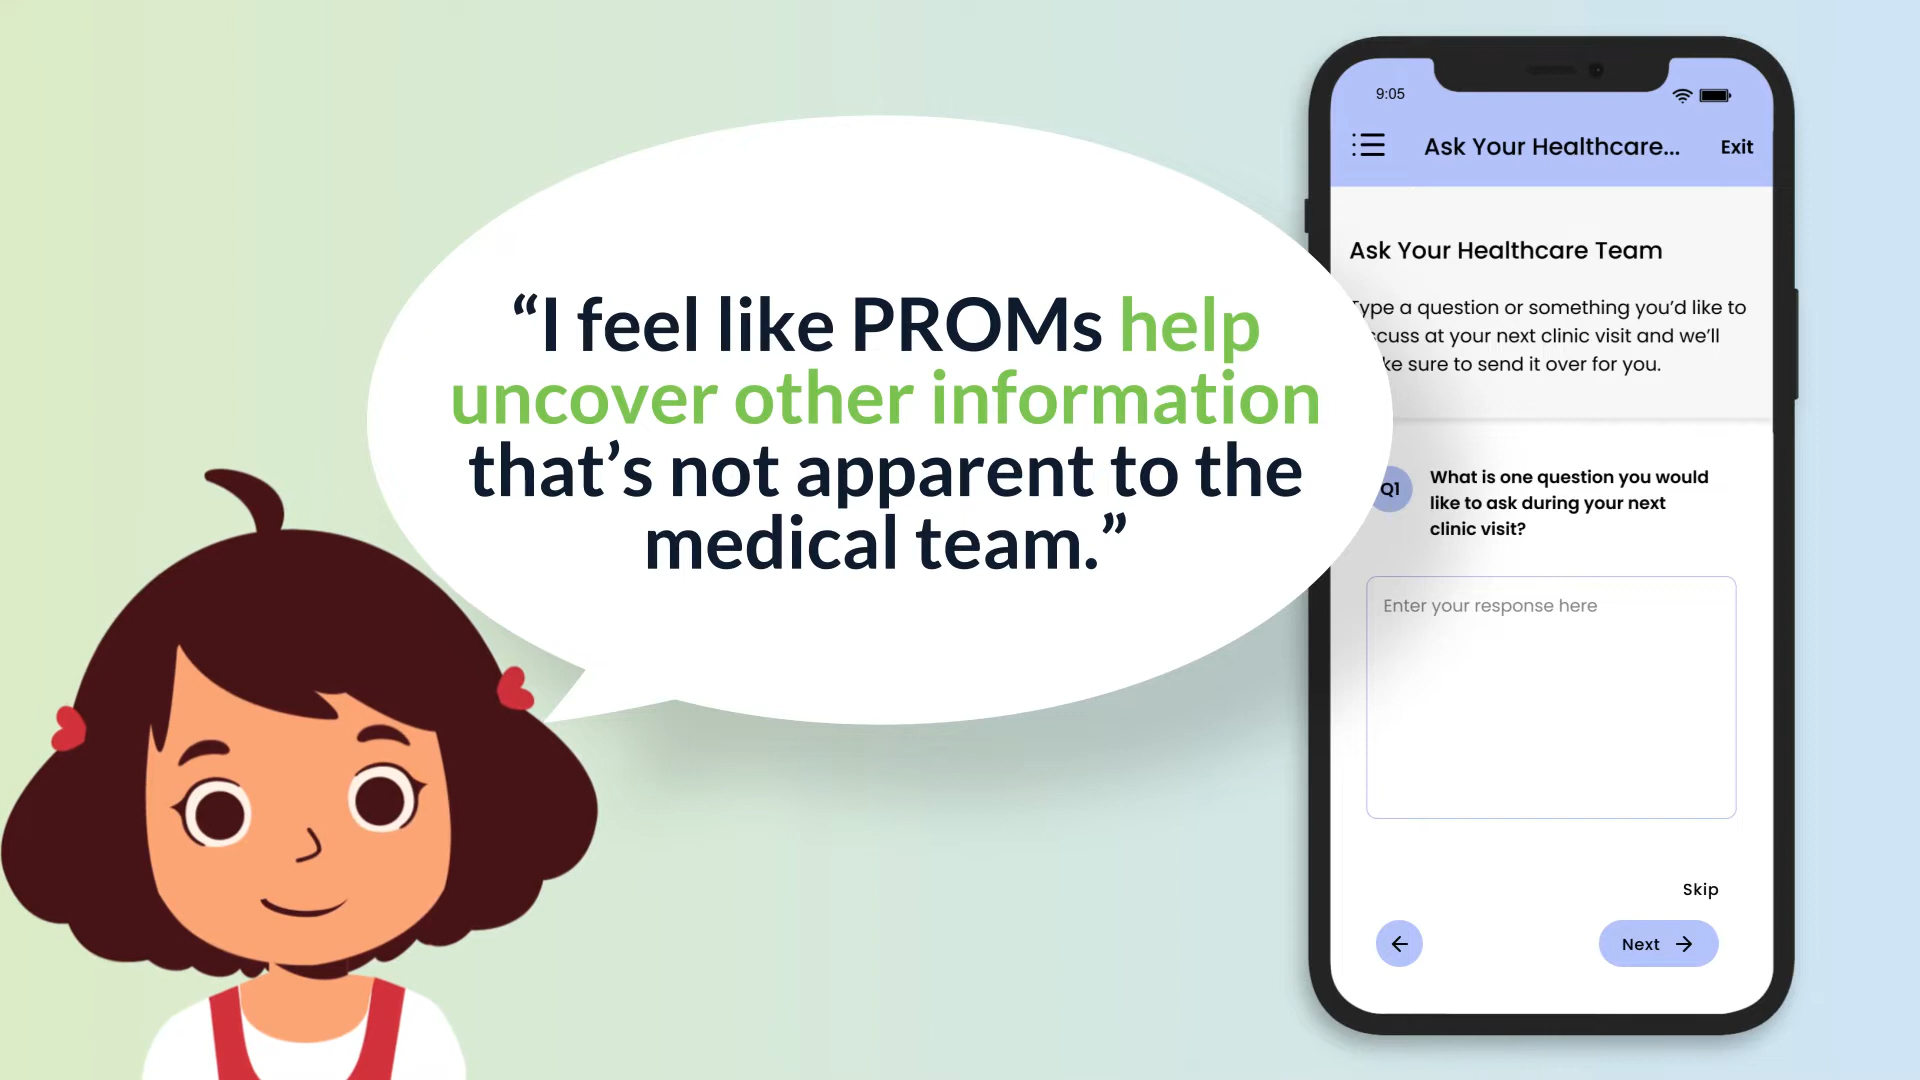 “I feel like PROMs help
uncover other information
that’s not apparent to the
medical team.”
9:05
Ask Your Healthcare...
Exit
Ask Your Healthcare Team
a question or something you’d like to
at your next clinic visit and we’ll
sure to send it over for you.
Q1
What is one question you would
like to ask during your next
clinic visit?
Enter your response here
Skip
Next